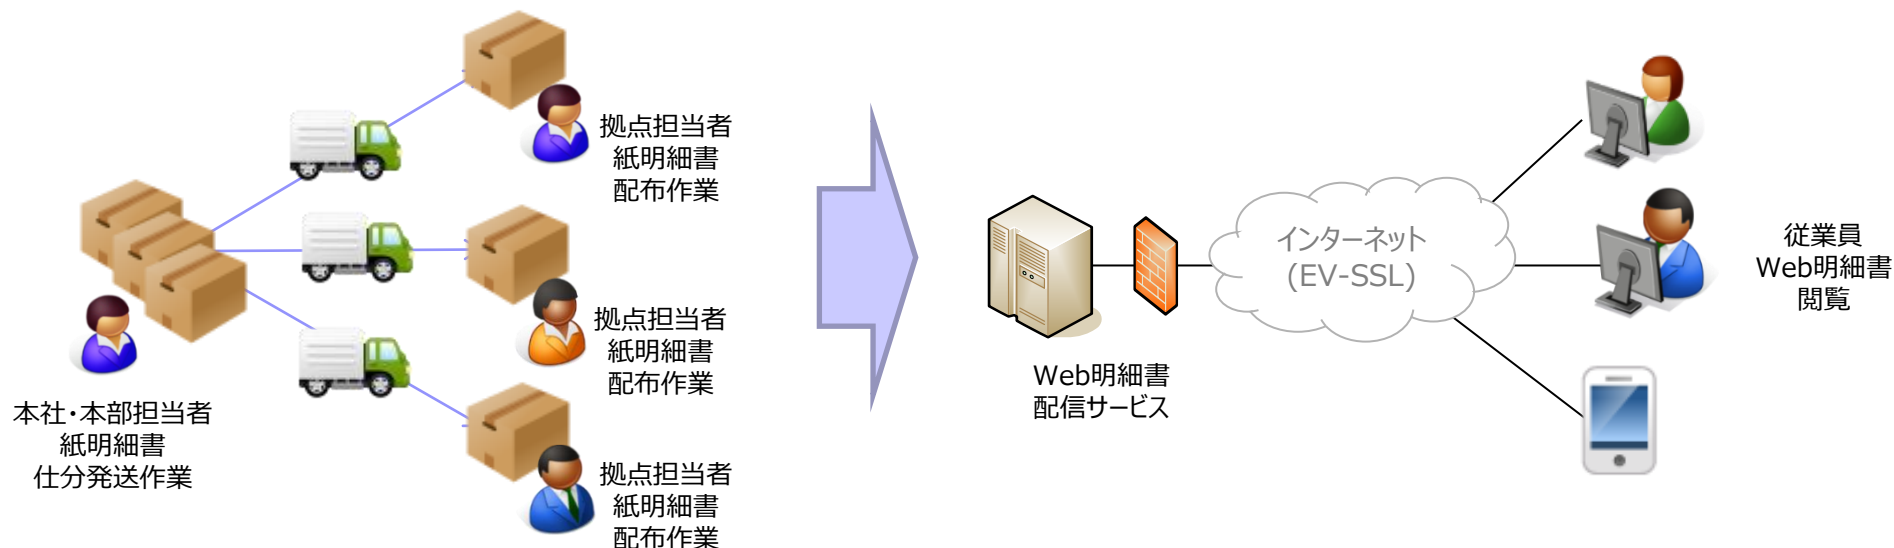 拠点担当者
紙明細書
配布作業
拠点担当者
紙明細書
配布作業
本社・本部担当者
紙明細書
仕分発送作業
拠点担当者
紙明細書
配布作業
Web明細書
配信サービス
インターネット
(EV-SSL)
従業員
Web明細書
閲覧